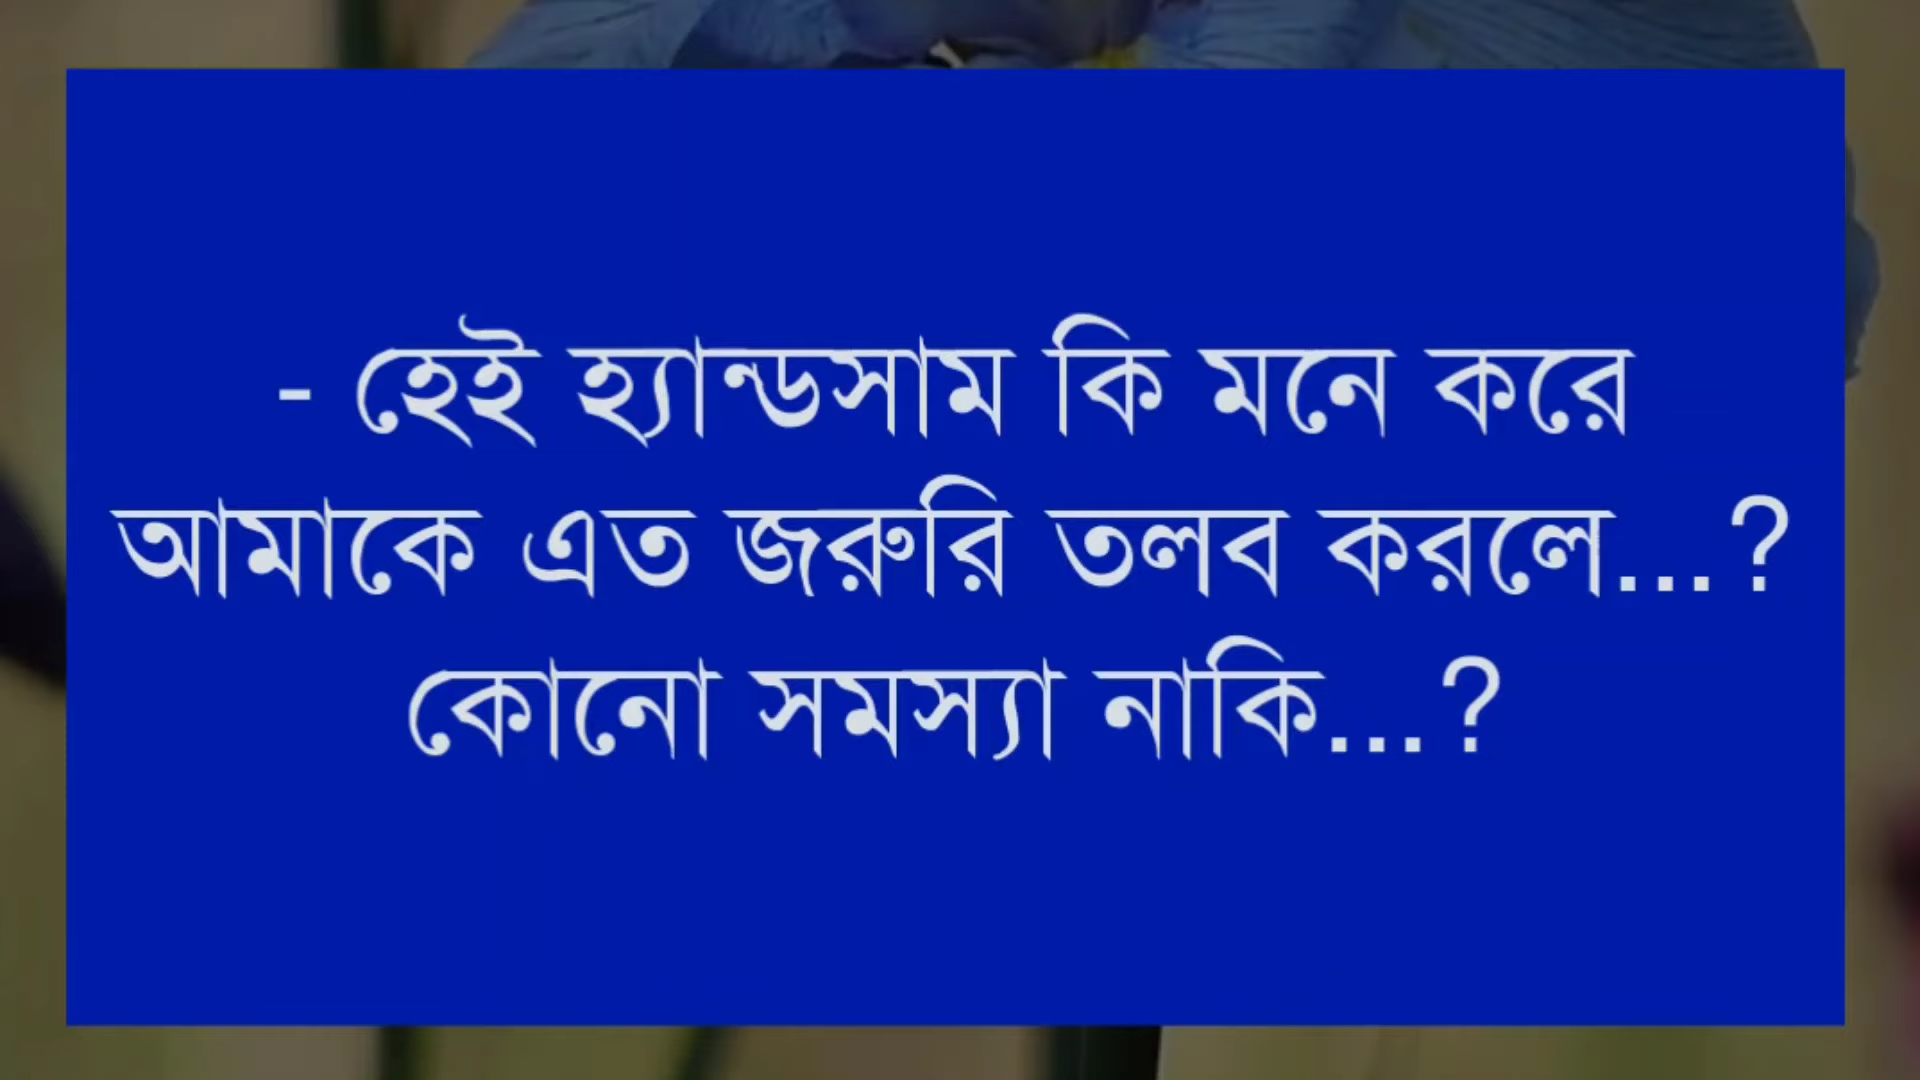 - হেই হ্যান্ডসাম কি মনে করে
আমাকে এত জরুরি তলব করলে...?
কোনো সমস্যা নাকি...?